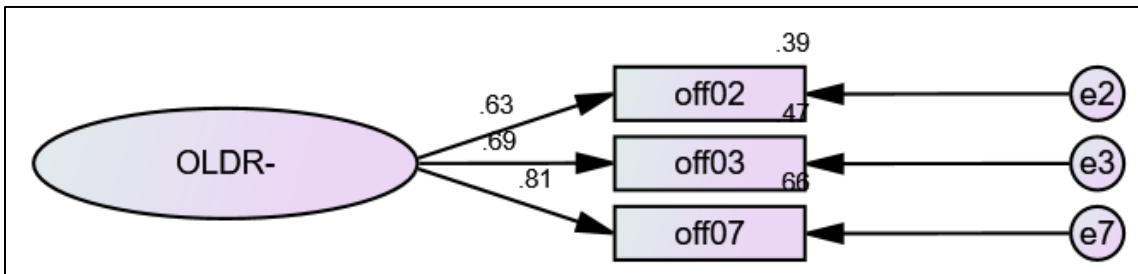 .39
.63
off02
e2
.47
.69
OLDR-
off03
e3
.66
.81
off07
e7